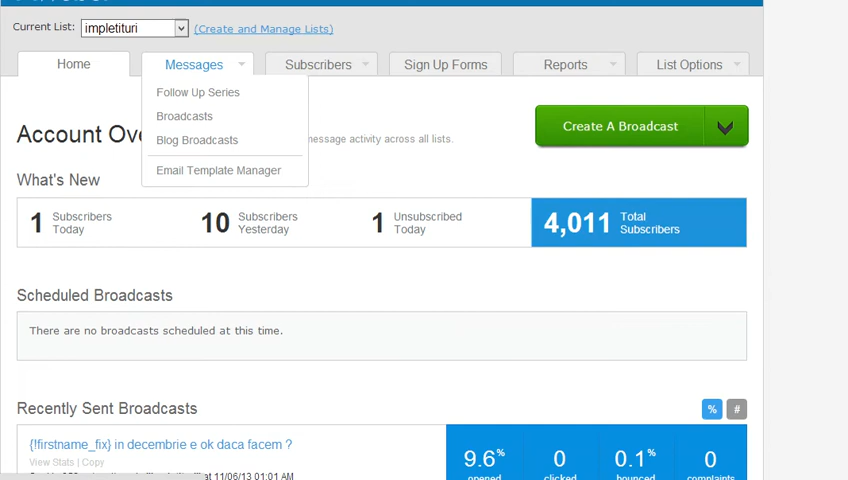 Current List: impletituri (Create and Manage Lists)
Home Messages Subscribers Sign Up Forms Reports List Options
Follow Up Series
Broadcasts
Blog Broadcasts
Email Template Manager
Account message activity across all lists.
Create A Broadcast
What's New
1 Subscribers Today 10 Subscribers Yesterday 1 Unsubscribed Today 4,011 Total Subscribers
Scheduled Broadcasts
There are no broadcasts scheduled at this time.
Recently Sent Broadcasts % #
{!firstname_fix} in decembrie e ok daca facem ?
View Stats | Copy
9.6% opened 0 clicked 0.1% bounced 0 complaints
at 11/06/13 01:01 AM